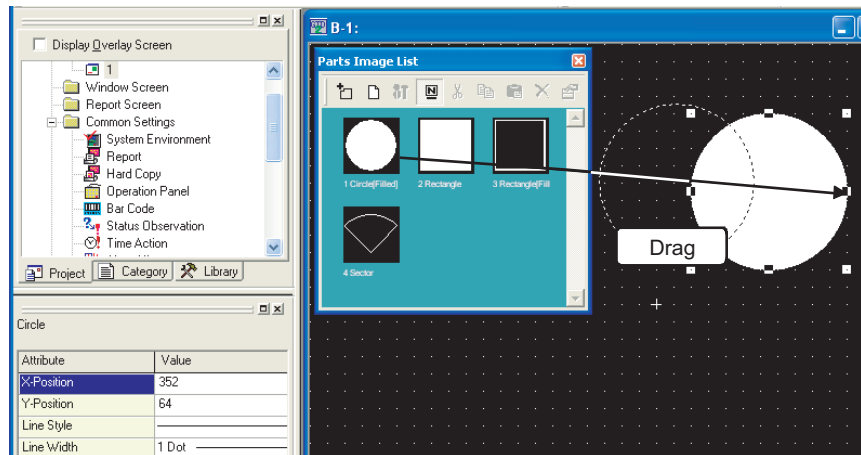 Display Overlay Screen
1
Window Screen
Report Screen
Common Settings
System Environment
Report
Hard Copy
Operation Panel
Bar Code
Status Observation
Time Action
Project
Category
Library
Circle
Attribute Value
X-Position 352
Y-Position 64
Line Style
Line Width 1 Dot
B-1:
Parts Image List
N
1 Circle(Filled) 2 Rectangle 3 Rectangle(Fill
4 Sector
Drag